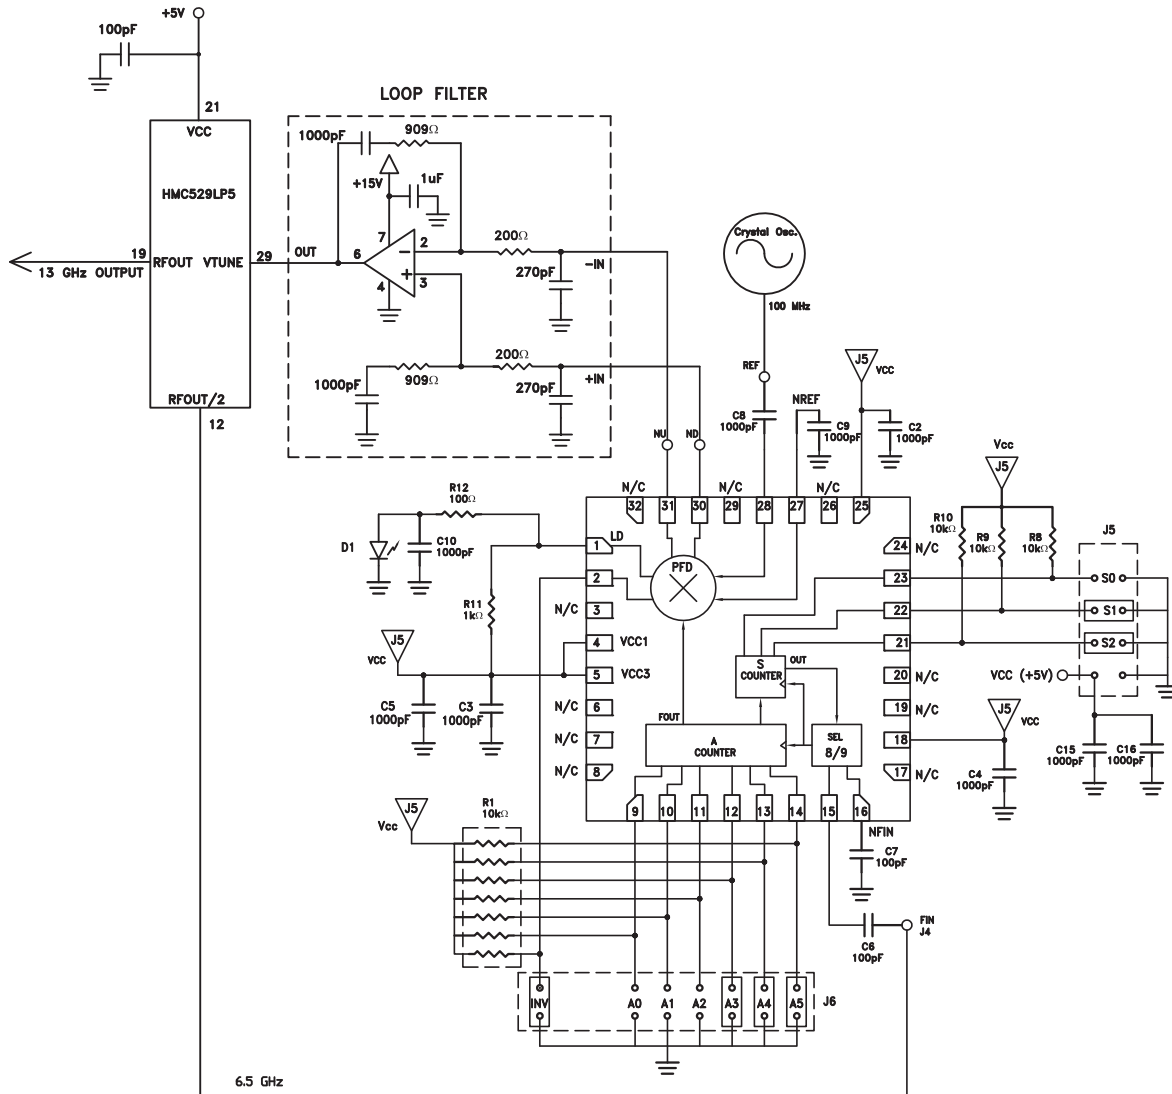 +5V
100pF
21
VCC
HMC529LP5
19
RFOUT VTUNE
29
13 GHz OUTPUT
RFOUT/2
12
LOOP FILTER
1000pF
909Ω
+15V
1uF
OUT
6
7
2
3
4
200Ω
270pF
-IN
200Ω
909Ω
1000pF
270pF
+IN
Crystal Osc.
100 MHz
REF
C8
1000pF
NREF
C9
1000pF
J5
VCC
C2
1000pF
NU
ND
N/C
N/C
N/C
32
31
30
29
28
27
26
25
R12
100Ω
D1
C10
1000pF
R11
1kΩ
J5
VCC
C5
1000pF
C3
1000pF
LD
1
2
N/C
3
4
VCC1
5
VCC3
N/C
6
N/C
7
N/C
8
PFD
S
COUNTER
OUT
FOUT
A
COUNTER
SEL
8/9
24
N/C
23
22
21
20
N/C
19
N/C
18
17
N/C
Vcc
J5
R10
10kΩ
R9
10kΩ
R8
10kΩ
J5
S0
S1
S2
VCC (+5V)
J5
VCC
C4
1000pF
C15
1000pF
C16
1000pF
9
10
11
12
13
14
15
16
NFIN
C7
100pF
J5
Vcc
R1
10kΩ
FIN
J4
C6
100pF
INV
A0
A1
A2
A3
A4
A5
J6
6.5 GHz